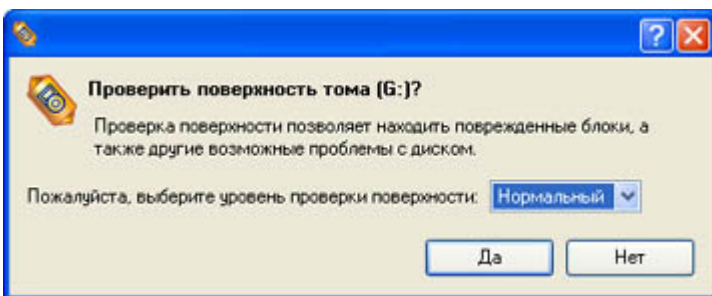 Проверить поверхность тома (G:)?
Проверка поверхности позволяет находить поврежденные блоки, а
также другие возможные проблемы с диском.
Пожалуйста, выберите уровень проверки поверхности: Нормальный
Да Нет